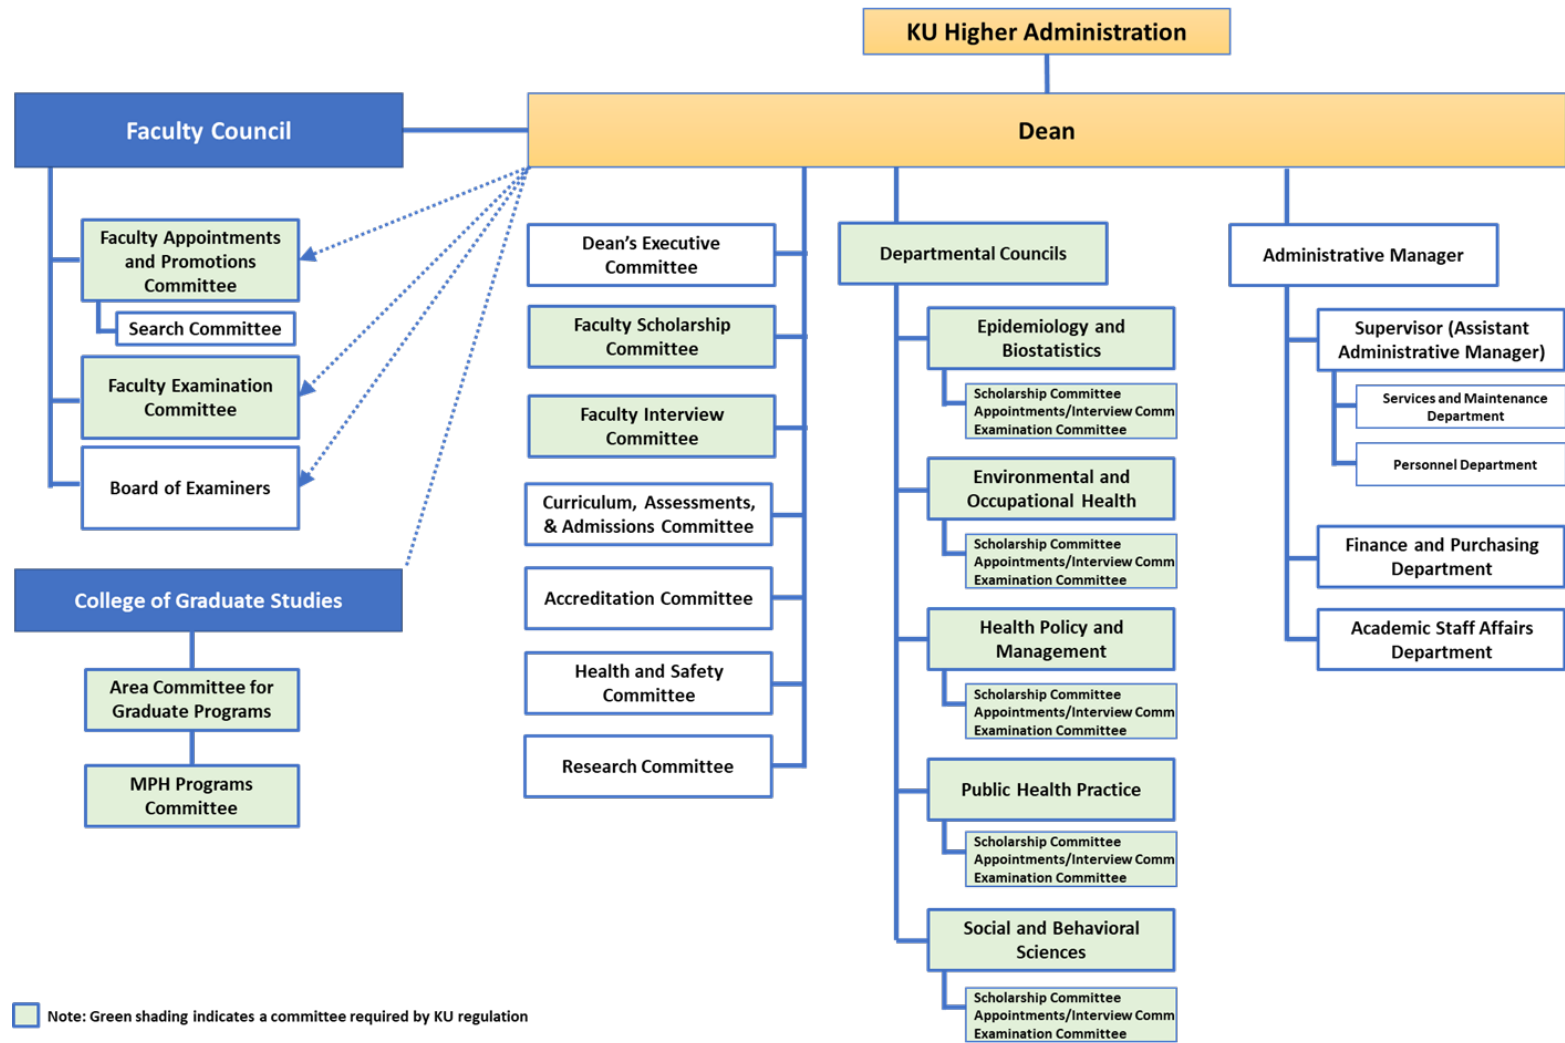 KU Higher Administration
Faculty Council
Dean
Faculty Appointments
and Promotions
Committee
Search Committee
Faculty Examination
Committee
Board of Examiners
College of Graduate Studies
Area Committee for
Graduate Programs
MPH Programs
Committee
Dean's Executive
Committee
Faculty Scholarship
Committee
Faculty Interview
Committee
Curriculum, Assessments,
& Admissions Committee
Accreditation Committee
Health and Safety
Committee
Research Committee
Departmental Councils
Epidemiology and
Biostatistics
Scholarship Committee
Appointments/Interview Comm
Examination Committee
Environmental and
Occupational Health
Scholarship Committee
Appointments/Interview Comm
Examination Committee
Health Policy and
Management
Scholarship Committee
Appointments/Interview Comm
Examination Committee
Public Health Practice
Scholarship Committee
Appointments/Interview Comm
Examination Committee
Social and Behavioral
Sciences
Scholarship Committee
Appointments/Interview Comm
Examination Committee
Administrative Manager
Supervisor (Assistant
Administrative Manager)
Services and Maintenance
Department
Personnel Department
Finance and Purchasing
Department
Academic Staff Affairs
Department
Note: Green shading indicates a committee required by KU regulation